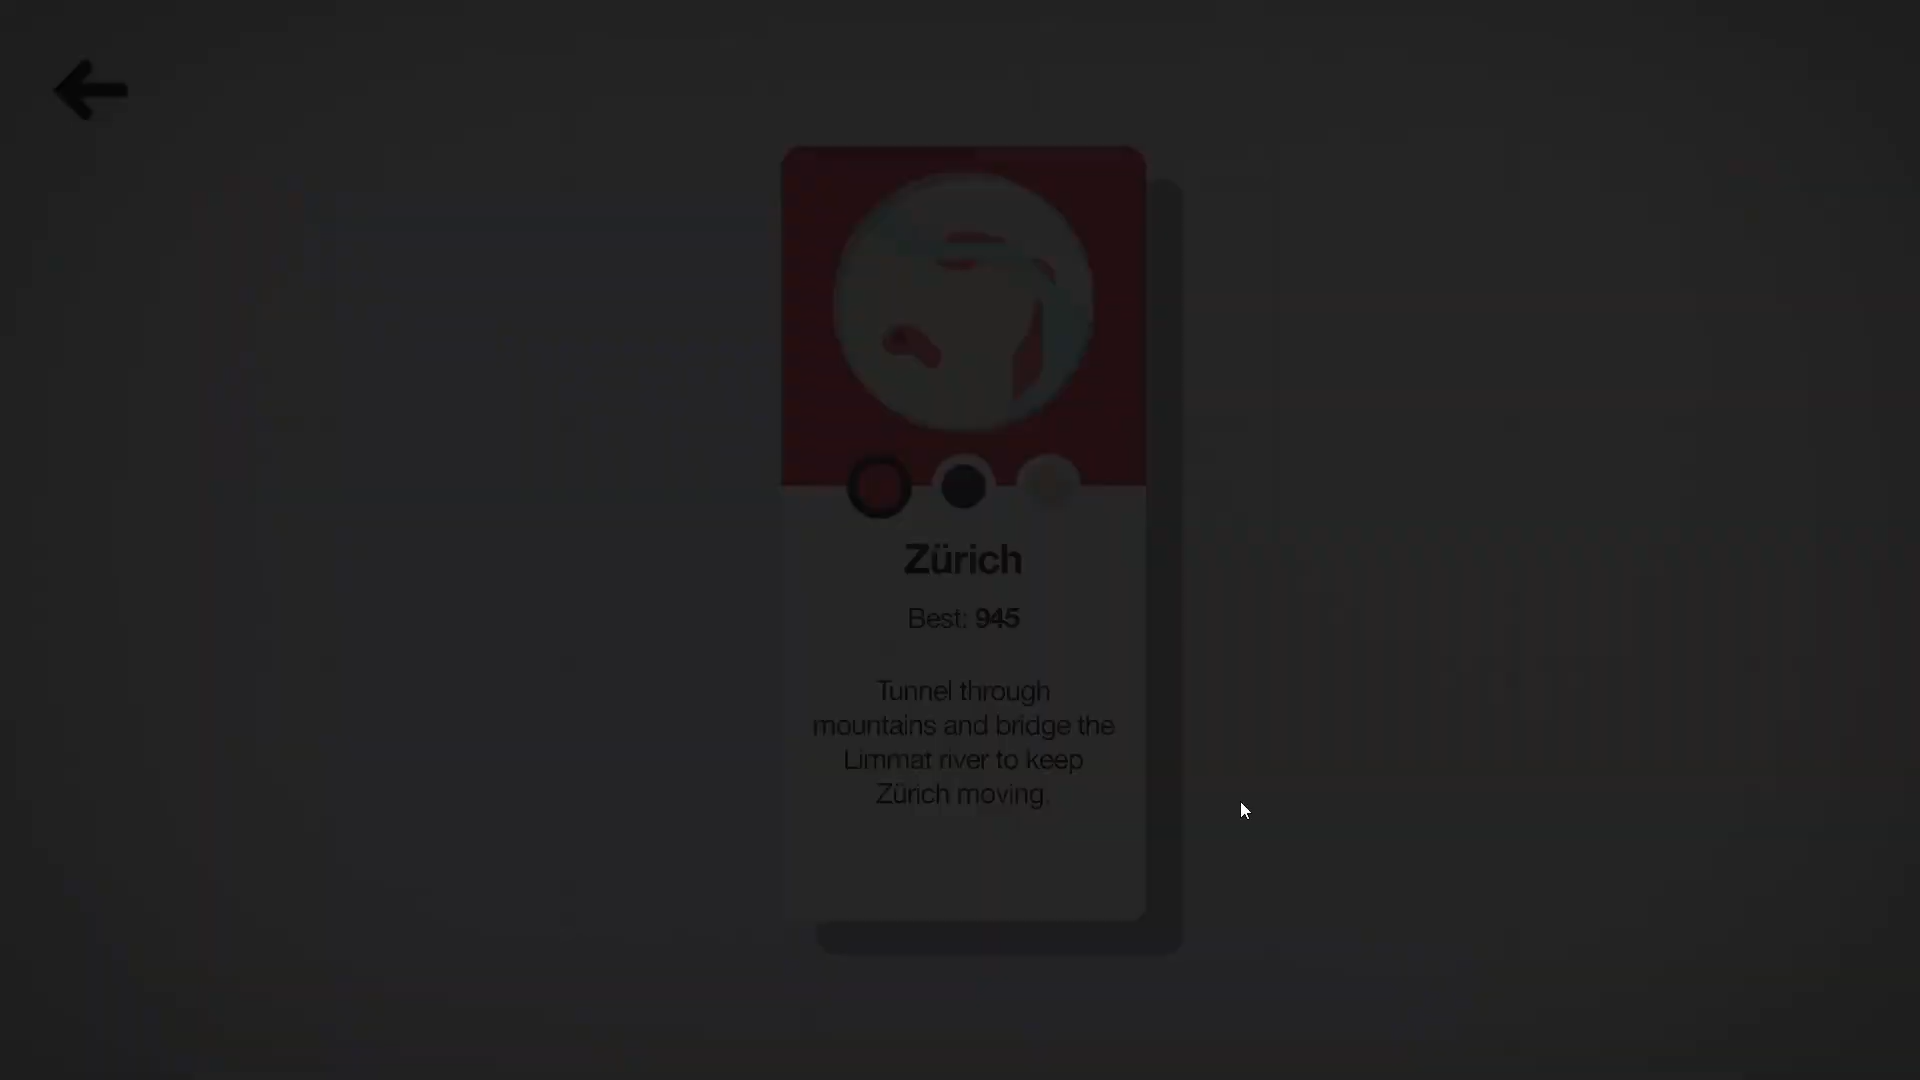 Zürich
Best: 945
Tunnel through
mountains and bridge the
Limmat river to keep
Zürich moving.